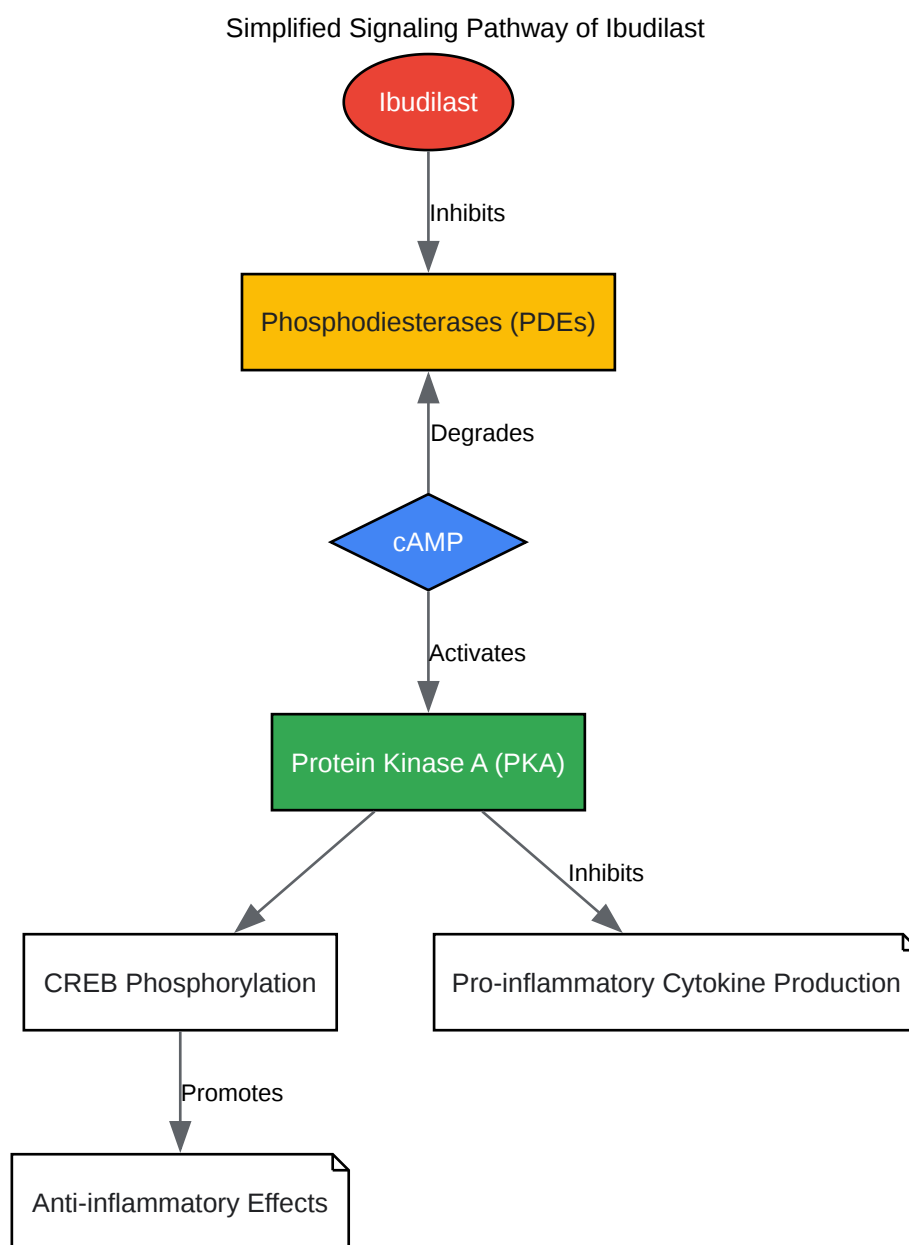 Simplified Signaling Pathway of Ibudilast
Ibudilast
Inhibits
Phosphodiesterases (PDEs)
Degrades
cAMP
Activates
Protein Kinase A (PKA)
Inhibits
CREB Phosphorylation
Pro-inflammatory Cytokine Production
Promotes
Anti-inflammatory Effects